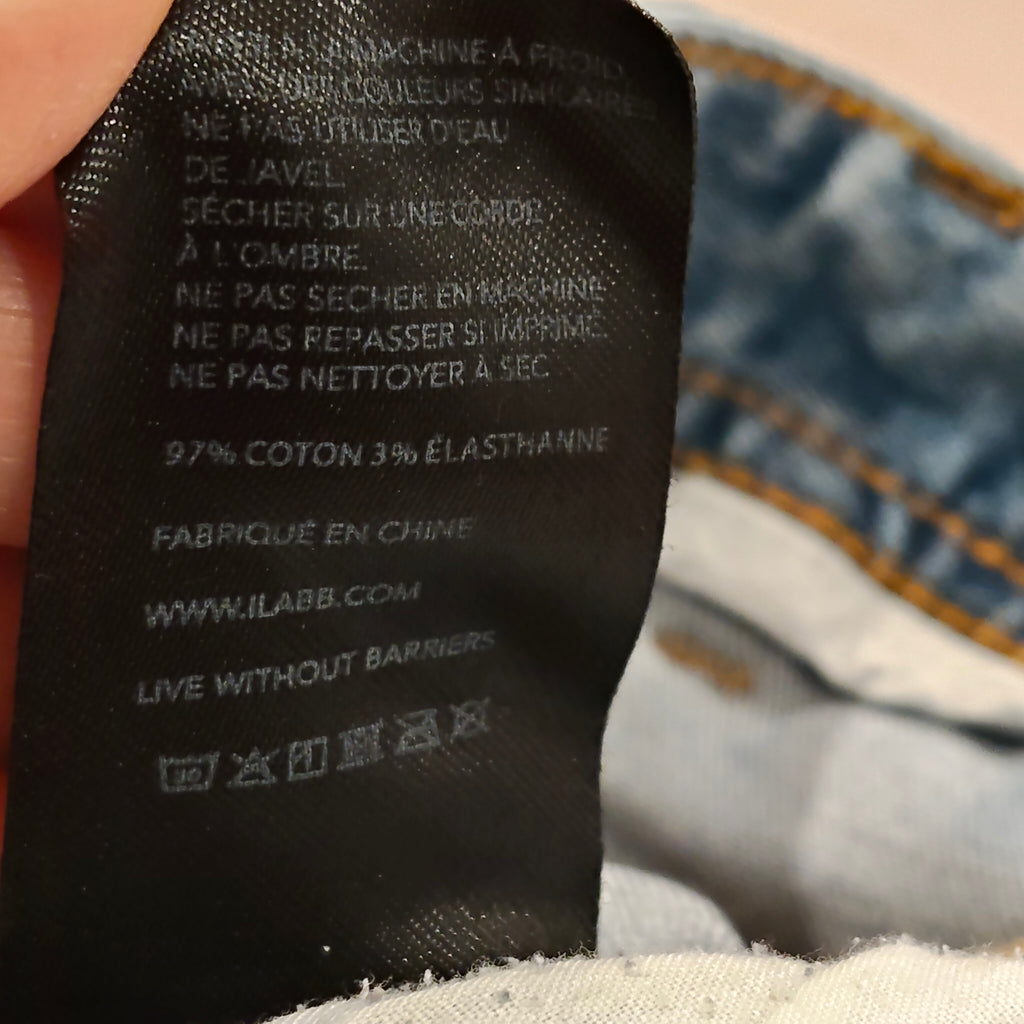 LAVER À LA MACHINE À FROID
AVEC DES COULEURS SIMILAIRES
NE PAS UTILISER D'EAU
DE JAVEL
SÉCHER SUR UNE CORDE
À L'OMBRE
NE PAS SÉCHER EN MACHINE
NE PAS REPASSER SI IMPRIMÉ
NE PAS NETTOYER À SEC
97% COTON 3% ÉLASTHANNE
FABRIQUÉ EN CHINE
WWW.ILABB.COM
LIVE WITHOUT BARRIERS
30